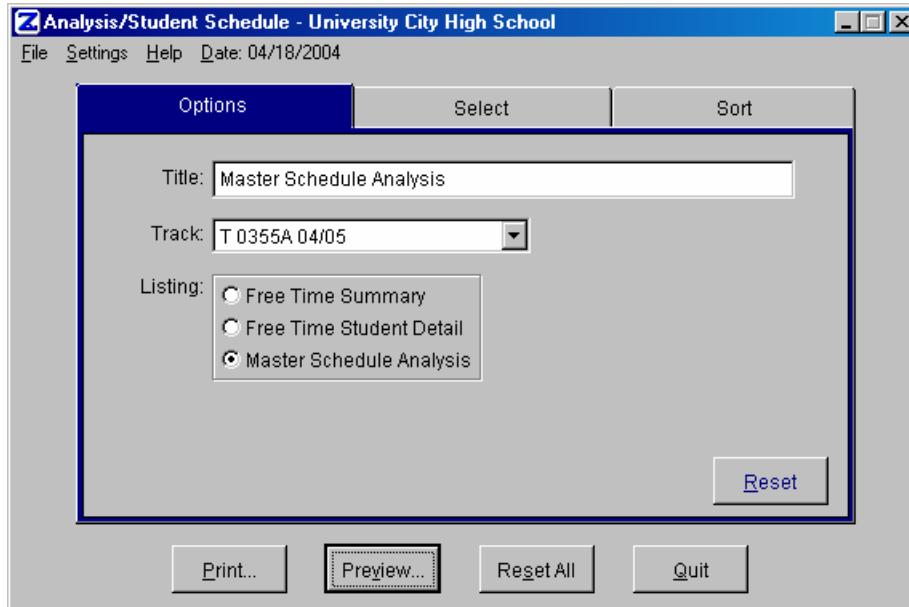 Analysis/Student Schedule - University City High School
File Settings Help Date: 04/18/2004
Options Select Sort
Title: Master Schedule Analysis
Track: T 0355A 04/05
Listing: Free Time Summary
Free Time Student Detail
Master Schedule Analysis
Reset
Print... Preview... Reset All Quit